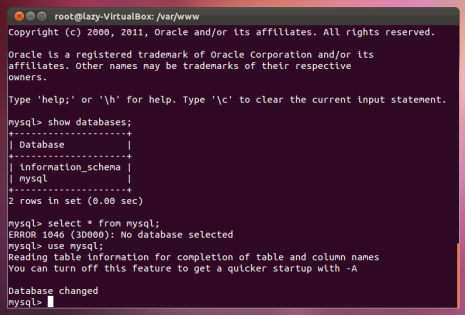 root@lazy-VirtualBox: /var/www
Copyright (c) 2000, 2011, Oracle and/or its affiliates. All rights reserved.
Oracle is a registered trademark of Oracle Corporation and/or its
affiliates. Other names may be trademarks of their respective
owners.
Type 'help;' or '\h' for help. Type '\c' to clear the current input statement.
mysql> show databases;
+--------------------+
| Database           |
+--------------------+
| information_schema |
| mysql              |
+--------------------+
2 rows in set (0.00 sec)
mysql> select * from mysql;
ERROR 1046 (3D000): No database selected
mysql> use mysql;
Reading table information for completion of table and column names
You can turn off this feature to get a quicker startup with -A
Database changed
mysql>